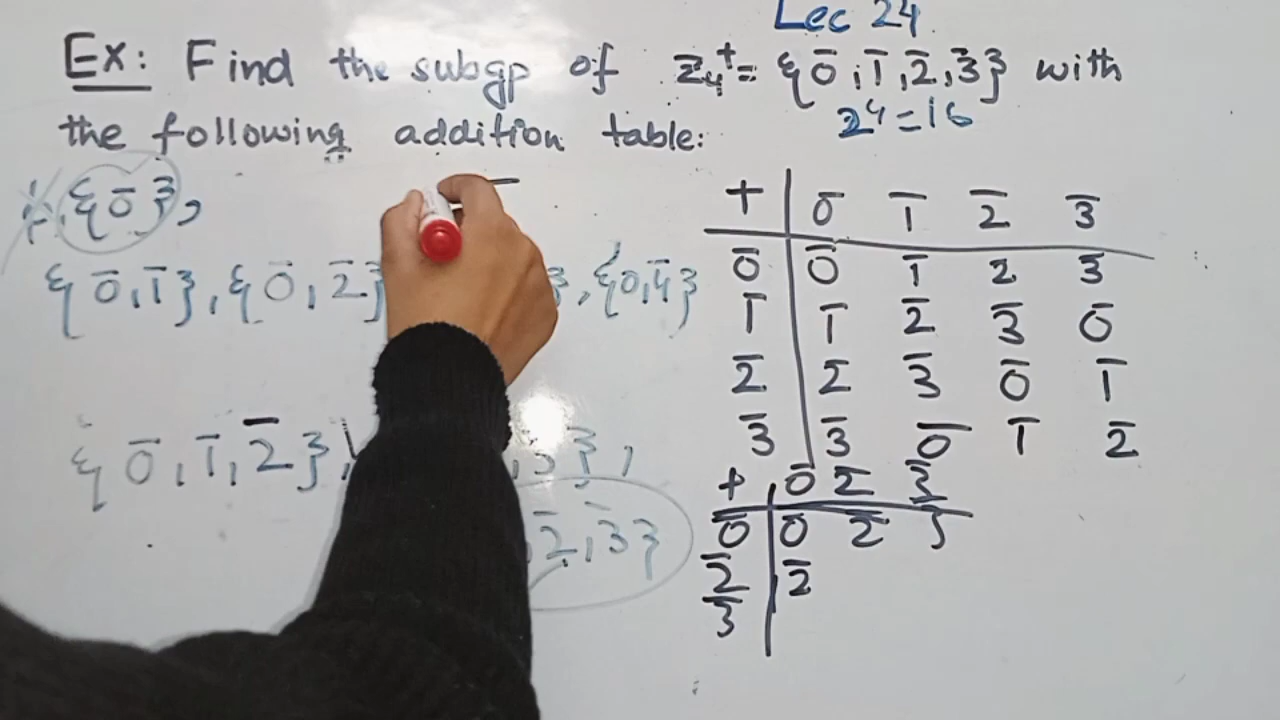 Lec 24
Ex: Find the subgp of Z₄⁺ = {0̄, 1̄, 2̄, 3̄} with
2⁴ = 16
the following addition table:
{0̄},
{0̄, 1̄}, {0̄, 2̄} }, {0, 4̄}
{0̄, 1̄, 2̄}, 3}, 
, 2̄, 3̄}
+ 0̄ 1̄ 2̄ 3̄
0̄ 0̄ 1̄ 2̄ 3̄
1̄ 1̄ 2̄ 3̄ 0̄
2̄ 2̄ 3̄ 0̄ 1̄
3̄ 3̄ 0̄ 1̄ 2̄
+ 0̄ 2̄ 3̄
0̄ 0̄ 2̄ 3
2̄ 2̄
3̄